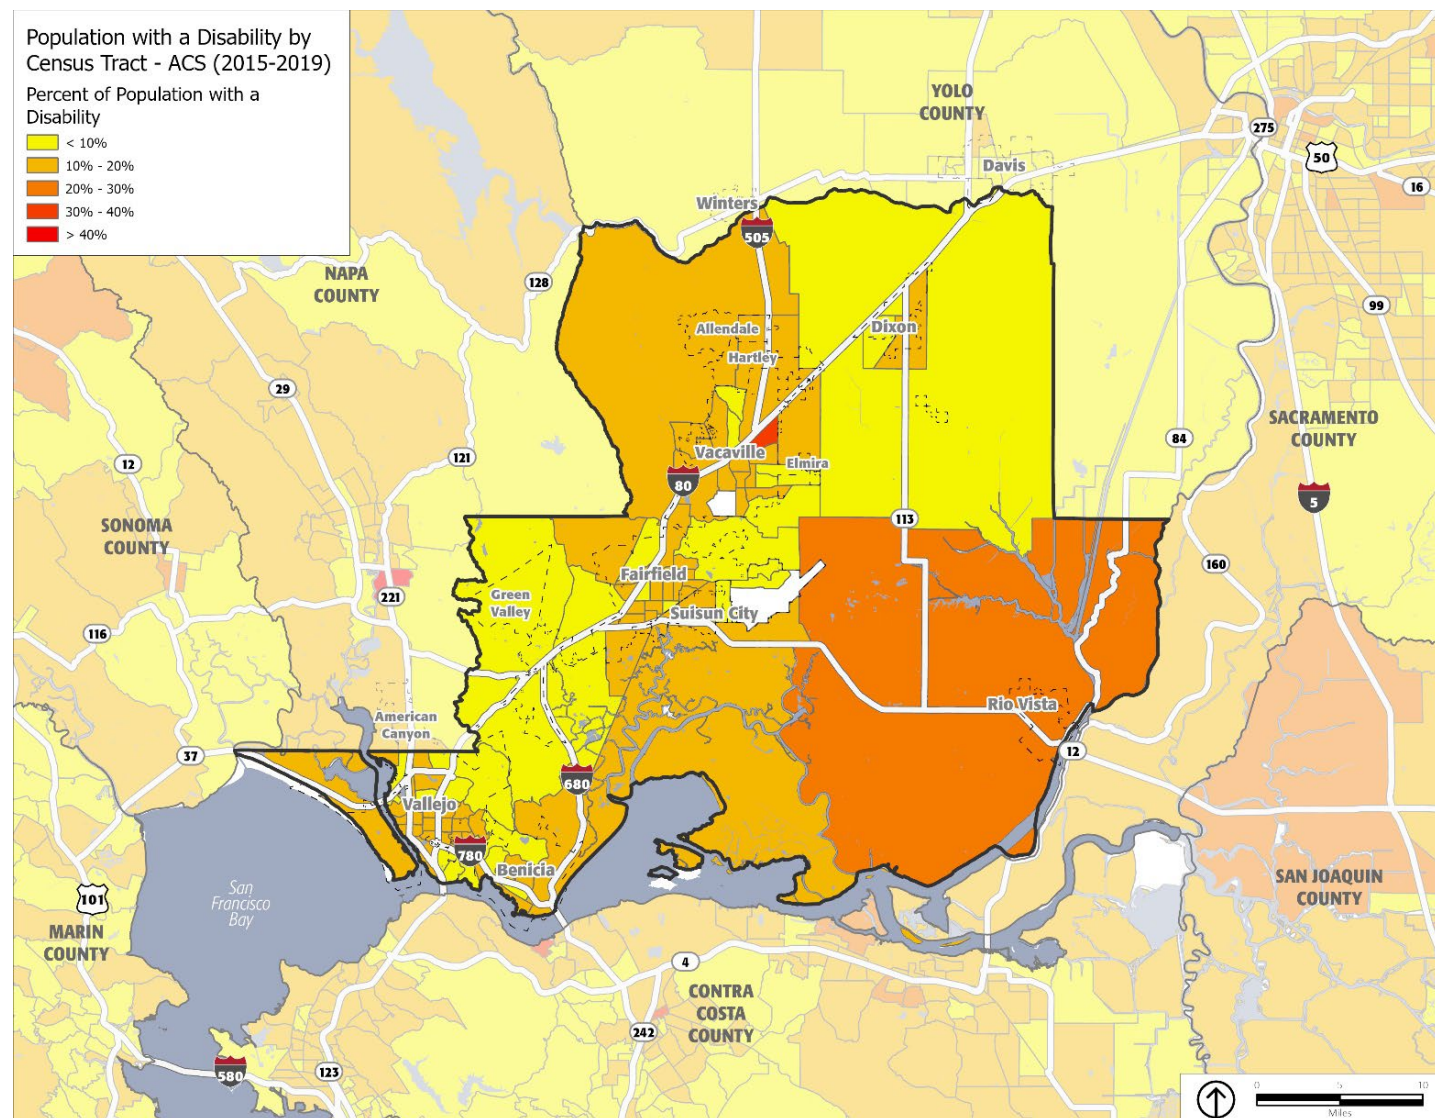 Population with a Disability by
Census Tract - ACS (2015-2019)
Percent of Population with a
Disability
< 10%
10% - 20%
20% - 30%
30% - 40%
> 40%
YOLO
COUNTY
275
50
Davis
16
Winters
505
NAPA
COUNTY
128
99
Allendale
Dixon
Hartley
29
SACRAMENTO
COUNTY
84
12
121
Vacaville
Elmira
80
5
SONOMA
COUNTY
113
160
Fairfield
221
Green
Valley
Suisun City
116
Rio Vista
American
Canyon
37
12
680
Vallejo
780
Benicia
San
Francisco
Bay
101
MARIN
COUNTY
SAN JOAQUIN
COUNTY
4
CONTRA
COSTA
COUNTY
242
580
123
0 5 10
Miles